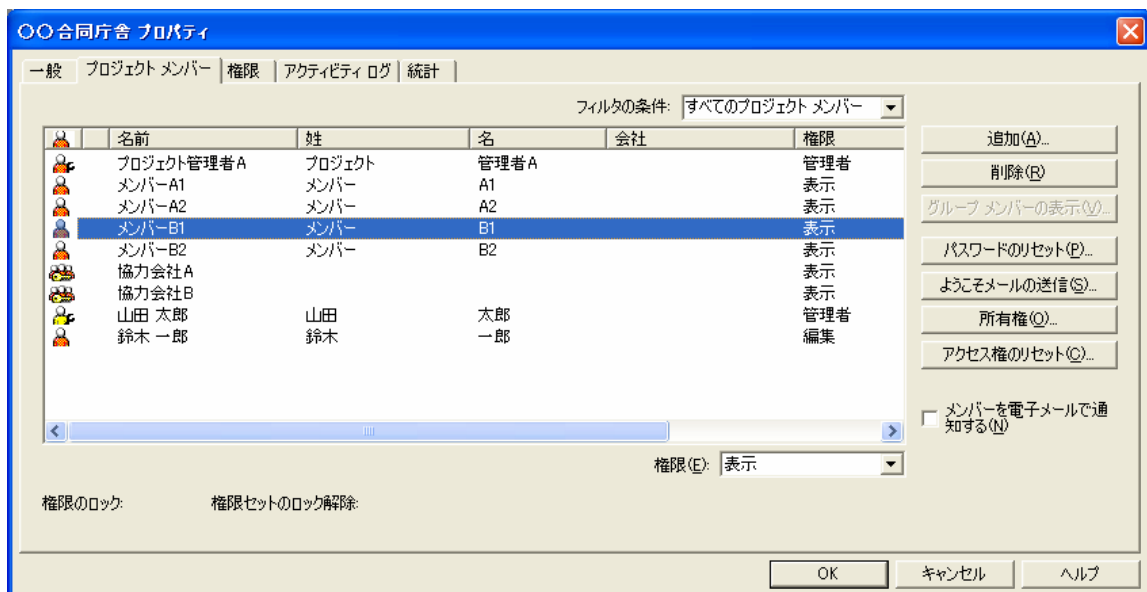 〇〇合同庁舎 プロパティ
一般 プロジェクト メンバー 権限 アクティビティ ログ 統計
フィルタの条件: すべてのプロジェクト メンバー
名前 姓 名 会社 権限
プロジェクト管理者A プロジェクト 管理者A 管理者
メンバーA1 メンバー A1 表示
メンバーA2 メンバー A2 表示
メンバーB1 メンバー B1 表示
メンバーB2 メンバー B2 表示
協力会社A 表示
協力会社B 表示
山田 太郎 山田 太郎 管理者
鈴木 一郎 鈴木 一郎 編集
追加(A)...
削除(R)
グループ メンバーの表示(V)...
パスワードのリセット(P)...
ようこそメールの送信(S)...
所有権(O)...
アクセス権のリセット(C)...
メンバーを電子メールで通
知する(N)
権限(E): 表示
権限のロック: 権限セットのロック解除:
OK キャンセル ヘルプ